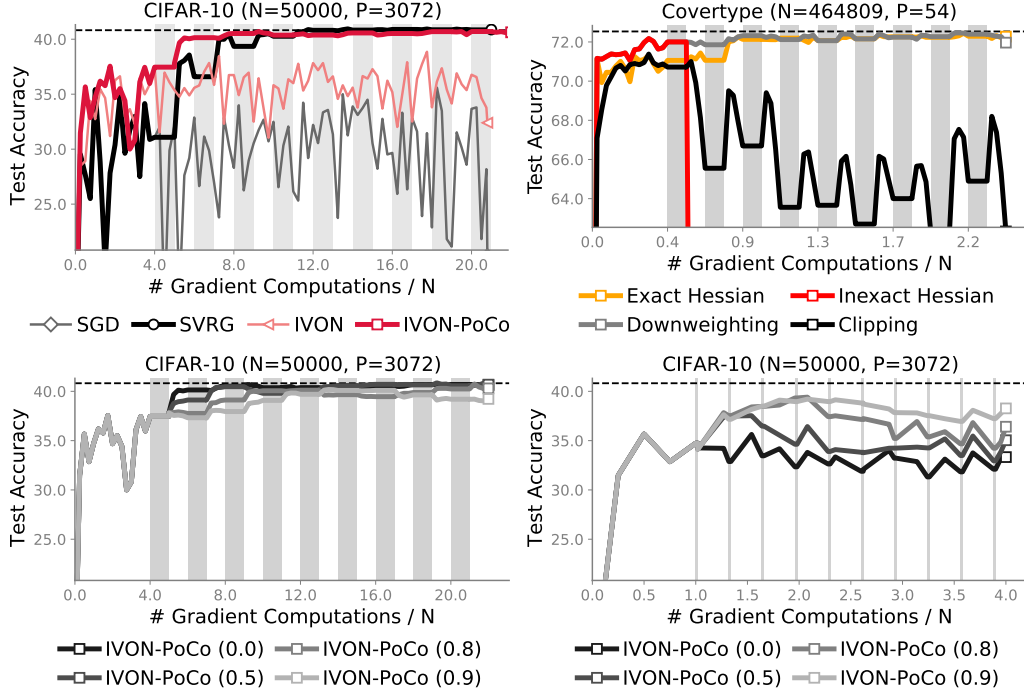 CIFAR-10 (N=50000, P=3072)
Test Accuracy
40.0
35.0
30.0
25.0
0.0 4.0 8.0 12.0 16.0 20.0
# Gradient Computations / N
SGD SVRG IVON IVON-PoCo
Covertype (N=464809, P=54)
Test Accuracy
72.0
70.0
68.0
66.0
64.0
0.0 0.4 0.9 1.3 1.7 2.2
# Gradient Computations / N
Exact Hessian Inexact Hessian
Downweighting Clipping
CIFAR-10 (N=50000, P=3072)
Test Accuracy
40.0
35.0
30.0
25.0
0.0 4.0 8.0 12.0 16.0 20.0
# Gradient Computations / N
IVON-PoCo (0.0) IVON-PoCo (0.8)
IVON-PoCo (0.5) IVON-PoCo (0.9)
CIFAR-10 (N=50000, P=3072)
Test Accuracy
40.0
35.0
30.0
25.0
0.0 0.5 1.0 1.5 2.0 2.5 3.0 3.5 4.0
# Gradient Computations / N
IVON-PoCo (0.0) IVON-PoCo (0.8)
IVON-PoCo (0.5) IVON-PoCo (0.9)